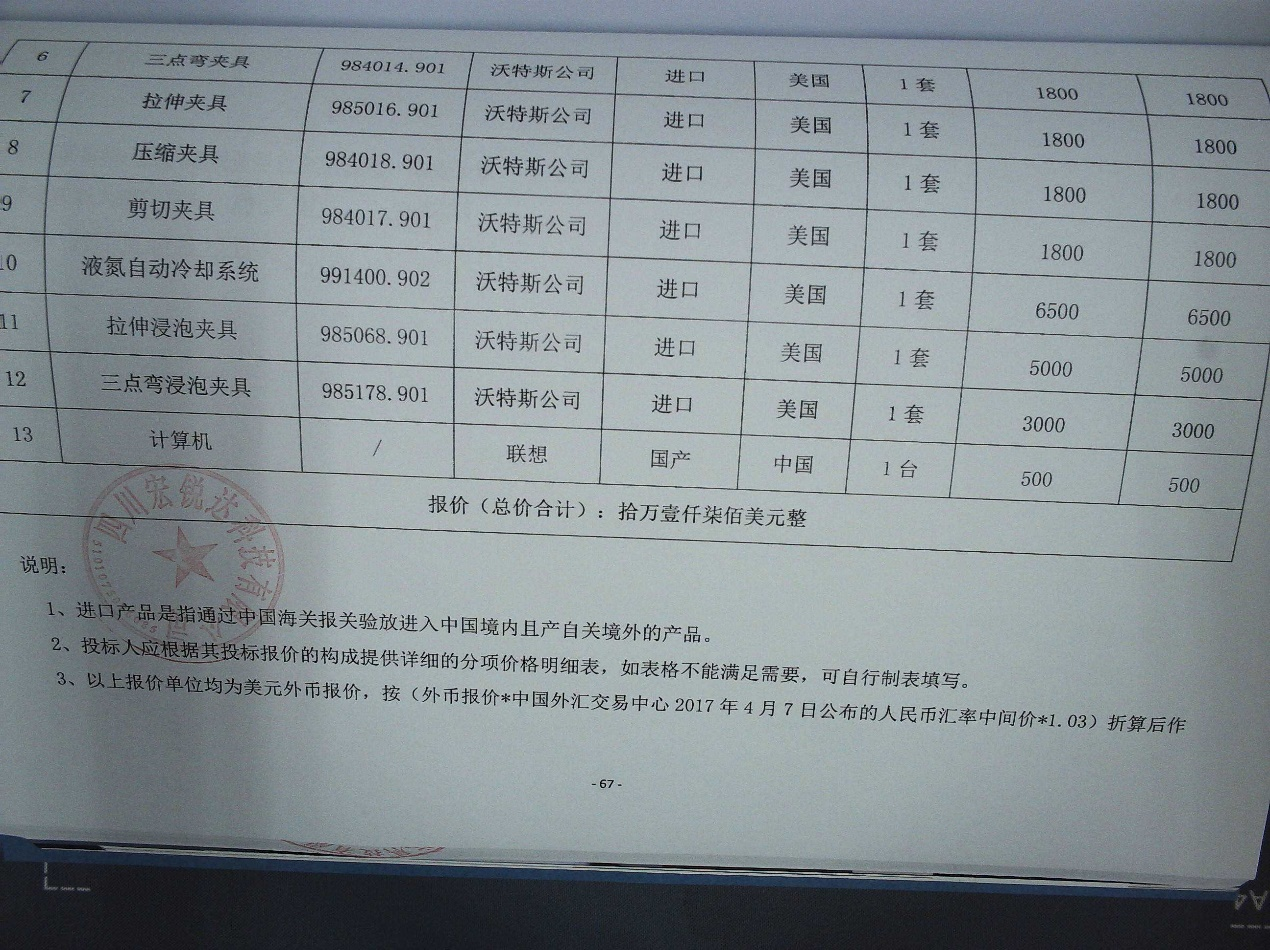 6 三点弯夹具 984014.901 沃特斯公司 进口 美国 1 套 1800 1800
7 拉伸夹具 985016.901 沃特斯公司 进口 美国 1 套 1800 1800
8 压缩夹具 984018.901 沃特斯公司 进口 美国 1 套 1800 1800
9 剪切夹具 984017.901 沃特斯公司 进口 美国 1 套 1800 1800
10 液氮自动冷却系统 991400.902 沃特斯公司 进口 美国 1 套 6500 6500
11 拉伸浸泡夹具 985068.901 沃特斯公司 进口 美国 1 套 5000 5000
12 三点弯浸泡夹具 985178.901 沃特斯公司 进口 美国 1 套 3000 3000
13 计算机 / 联想 国产 中国 1 台 500 500
报价（总价合计）：拾万壹仟柒佰美元整
四川宏锐达科技有限公司
说明：
1、进口产品是指通过中国海关报关验放进入中国境内且产自关境外的产品。
2、投标人应根据其投标报价的构成提供详细的分项价格明细表，如表格不能满足需要，可自行制表填写。
3、以上报价单位均为美元外币报价，按（外币报价*中国外汇交易中心 2017 年 4 月 7 日公布的人民币汇率中间价*1.03）折算后作
- 67 -
A4